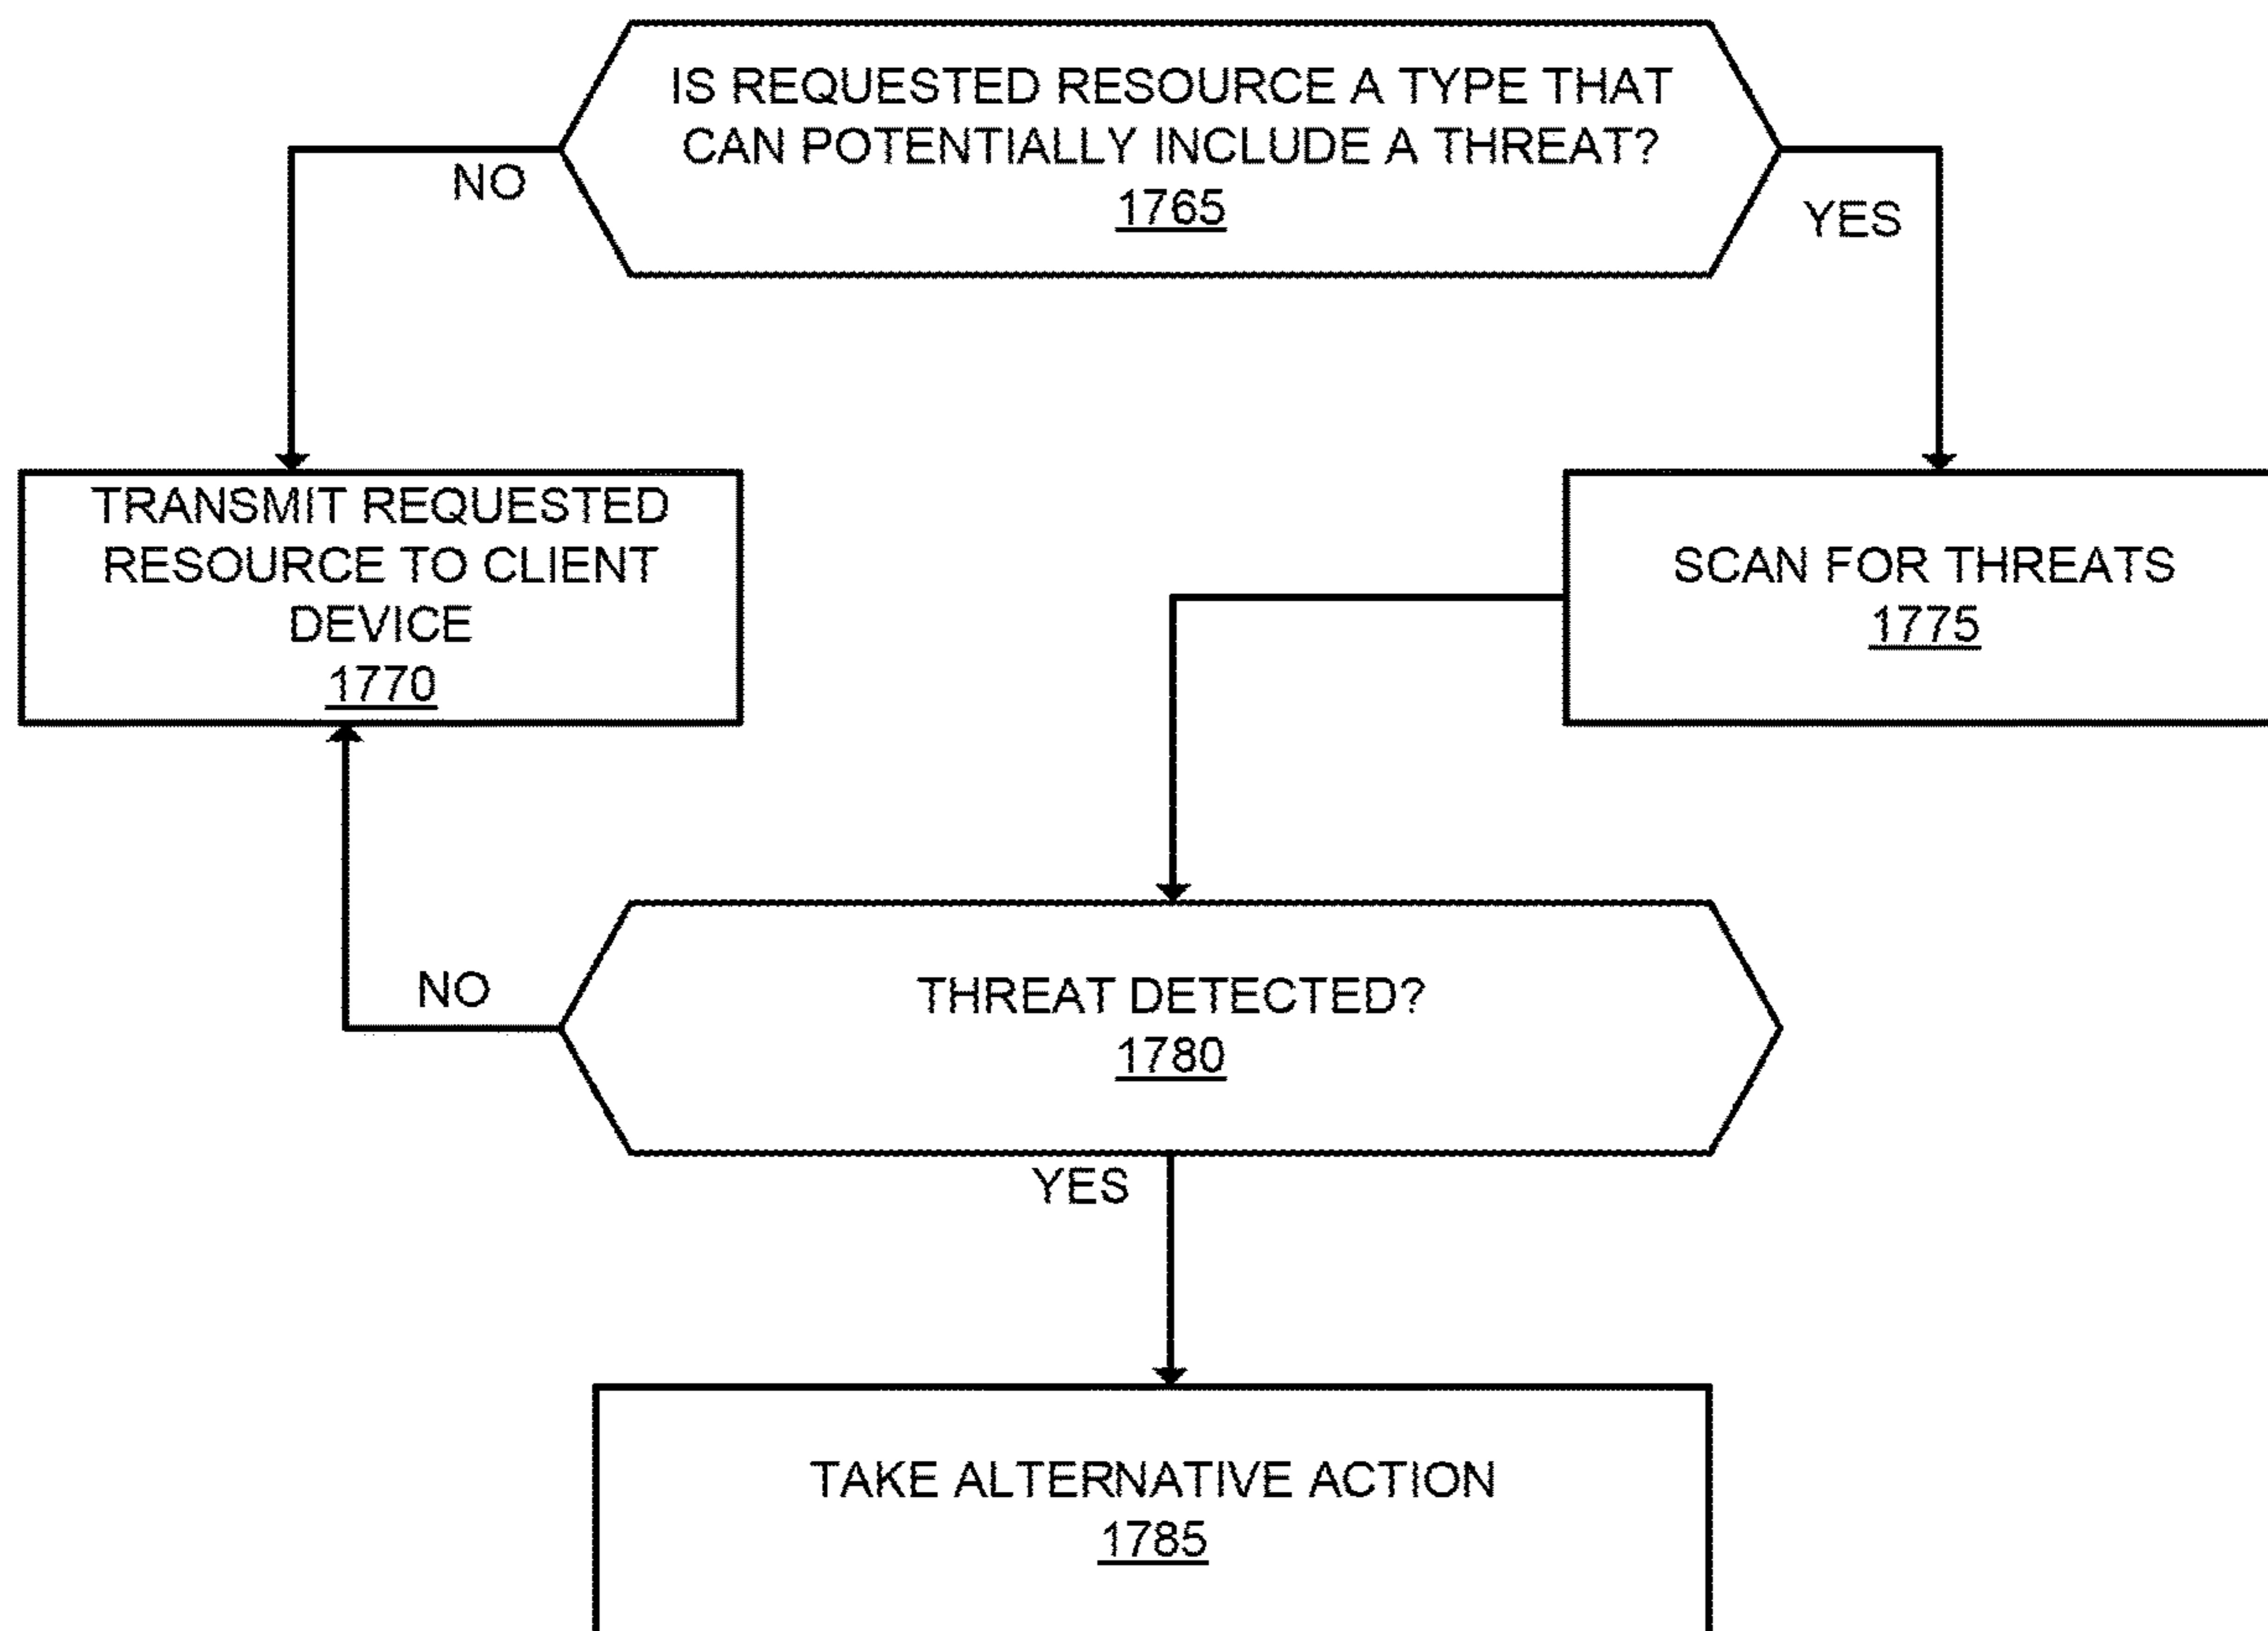 IS REQUESTED RESOURCE A TYPE THAT
CAN POTENTIALLY INCLUDE A THREAT?
1765
NO
YES
TRANSMIT REQUESTED
RESOURCE TO CLIENT
DEVICE
1770
SCAN FOR THREATS
1775
NO
THREAT DETECTED?
1780
YES
TAKE ALTERNATIVE ACTION
1785